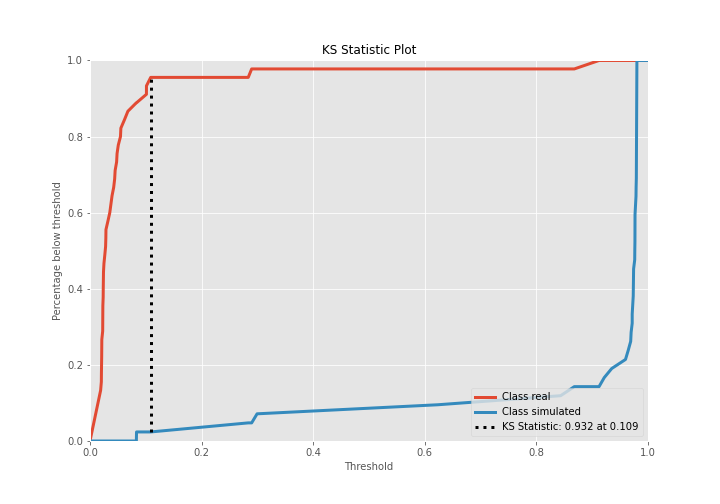 KS Statistic Plot
1.0
0.8
0.6
0.4
0.2
0.0
Percentage below threshold
0.0 0.2 0.4 0.6 0.8 1.0
Threshold
Class real
Class simulated
KS Statistic: 0.932 at 0.109